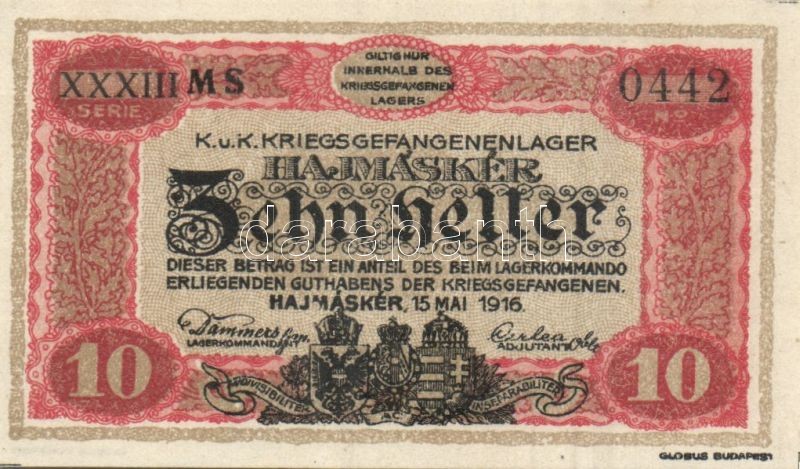 XXXIII MS
SERIE
GILTIG NUR
INNERHALB DES
KRIEGSGEFANGENEN
LAGERS
0442
No
K.u.K. KRIEGSGEFANGENENLAGER
HAJMÁSKÉR
Zehn Heller
darabanth
DIESER BETRAG IST EIN ANTEIL DES BEIM LAGERKOMMANDO
ERLIEGENDEN GUTHABENS DER KRIEGSGEFANGENEN.
HAJMÁSKÉR, 15 MAI 1916.
LAGERKOMMANDANT
ADJUTANT
10
INDIVISIBILITER AC INSEPARABILITER
10
GLOBUS BUDAPEST